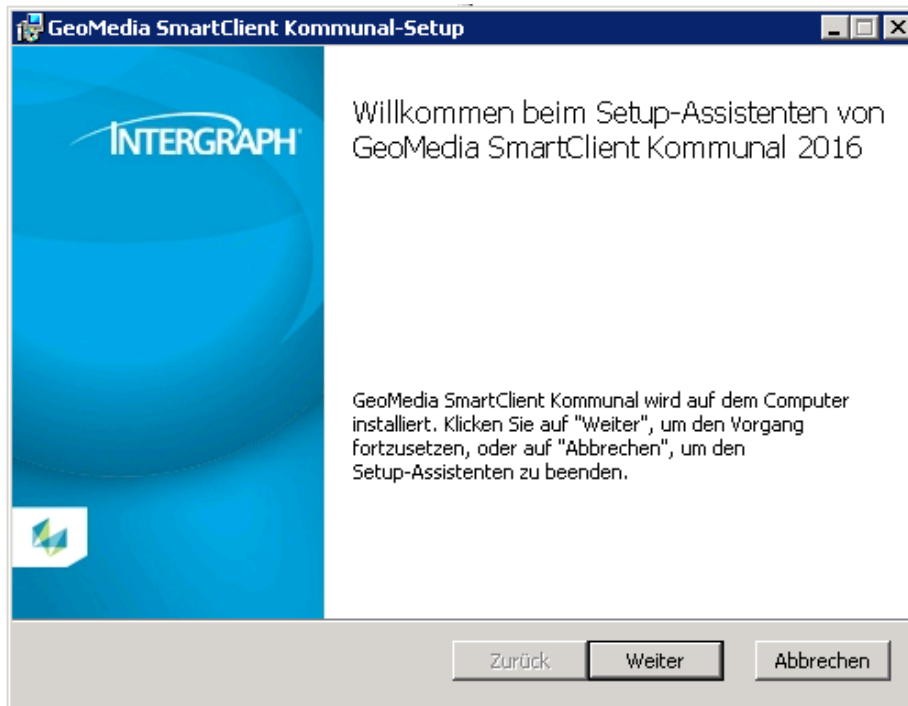 GeoMedia SmartClient Kommunal-Setup
INTERGRAPH
Willkommen beim Setup-Assistenten von
GeoMedia SmartClient Kommunal 2016
GeoMedia SmartClient Kommunal wird auf dem Computer
installiert. Klicken Sie auf "Weiter", um den Vorgang
fortzusetzen, oder auf "Abbrechen", um den
Setup-Assistenten zu beenden.
Zurück
Weiter
Abbrechen